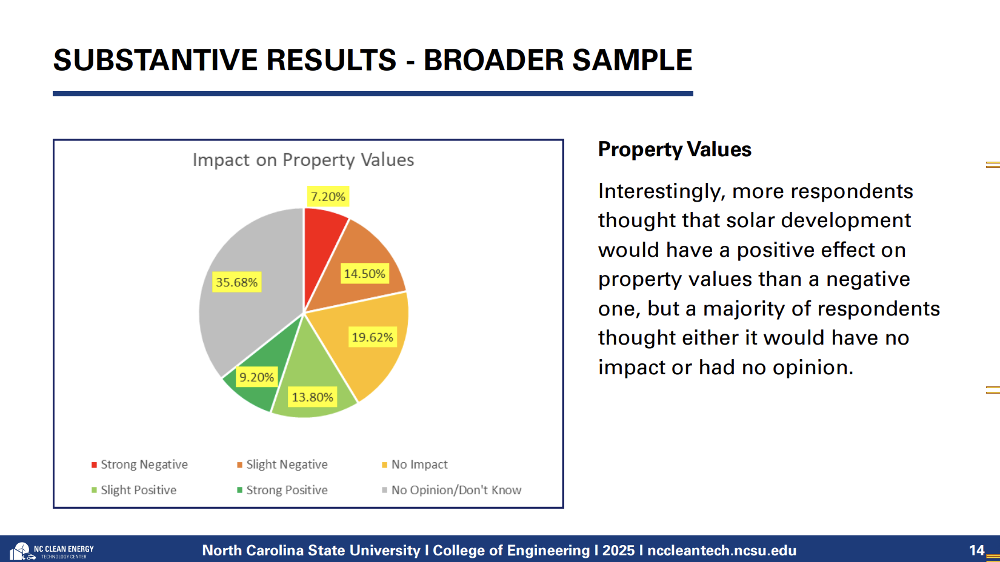 SUBSTANTIVE RESULTS - BROADER SAMPLE
Impact on Property Values
7.20%
14.50%
35.68%
19.62%
9.20%
13.80%
Strong Negative
Slight Negative
No Impact
Slight Positive
Strong Positive
No Opinion/Don't Know
Property Values
Interestingly, more respondents
thought that solar development
would have a positive effect on
property values than a negative
one, but a majority of respondents
thought either it would have no
impact or had no opinion.
NC CLEAN ENERGY
TECHNOLOGY CENTER
North Carolina State University I College of Engineering I 2025 I nccleantech.ncsu.edu
14